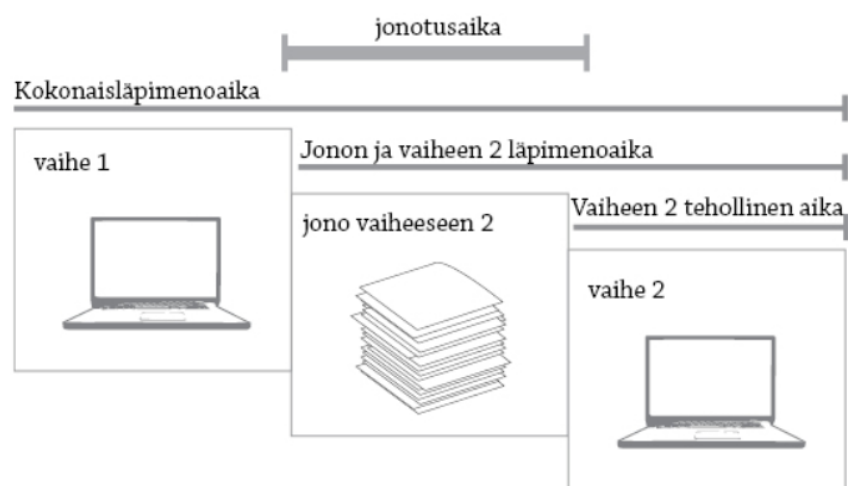 jonotusaika
Kokonaisläpimenoaika
vaihe 1
Jonon ja vaiheen 2 läpimenoaika
jono vaiheeseen 2
Vaiheen 2 tehollinen aika
vaihe 2